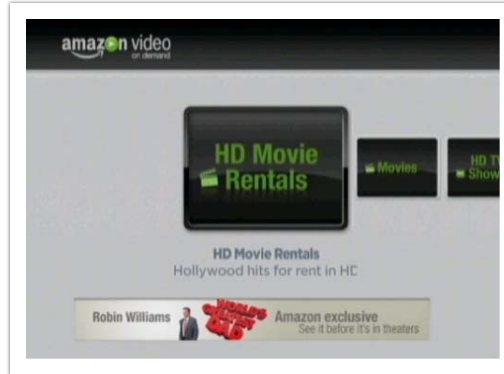 amazon video
on demand
HD Movie
Rentals
Movies
HD TV
Show
HD Movie Rentals
Hollywood hits for rent in HD
Robin Williams
WORLD'S
GREATEST
DAD
Amazon exclusive
See it before it's in theaters